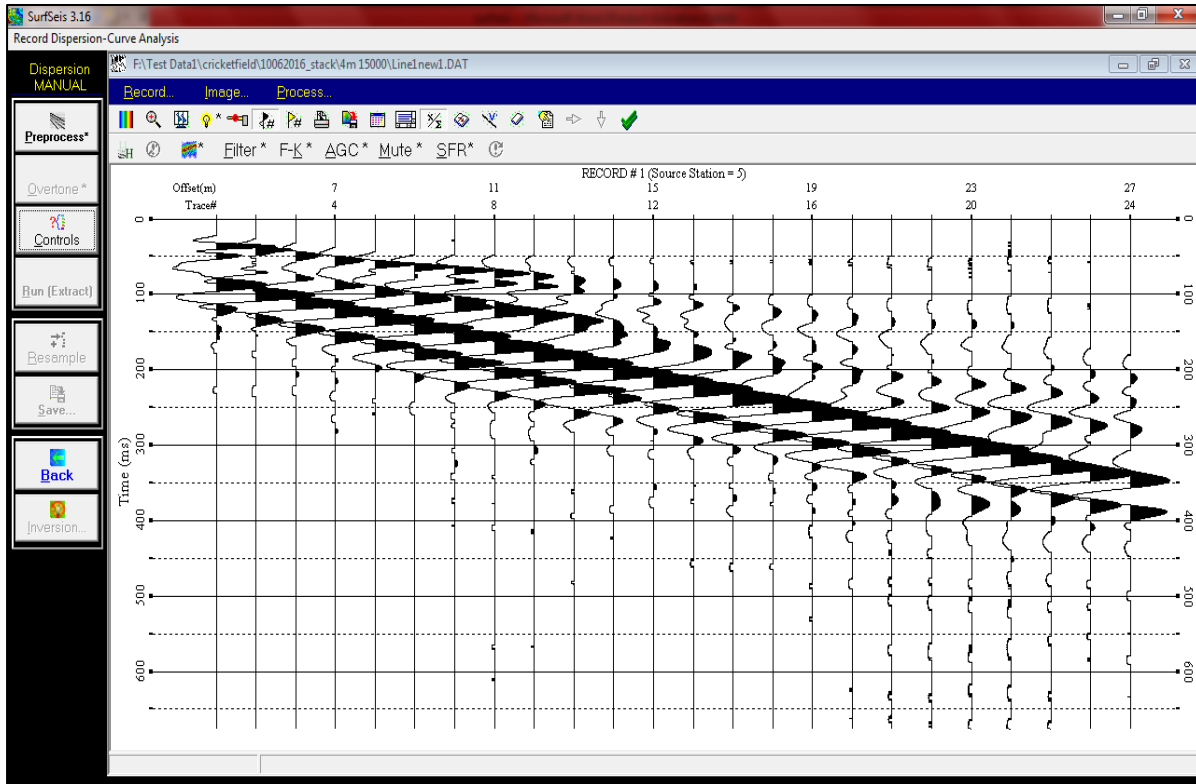 SurfSeis 3.16
Record Dispersion-Curve Analysis
Dispersion
MANUAL
F:\Test Data1\cricketfield\10062016_stack\4m 15000\Line1new1.DAT
Record... Image... Process...
Preprocess*
Filter * F-K * AGC * Mute * SFR*
Overtone *
Controls
Run (Extract)
Resample
Save...
Back
Inversion...
RECORD # 1 (Source Station = 5)
Offset(m) 7 11 15 19 23 27
Trace# 4 8 12 16 20 24
0 0
100 100
200 200
300 300
400 400
500 500
600 600
Time (ms)